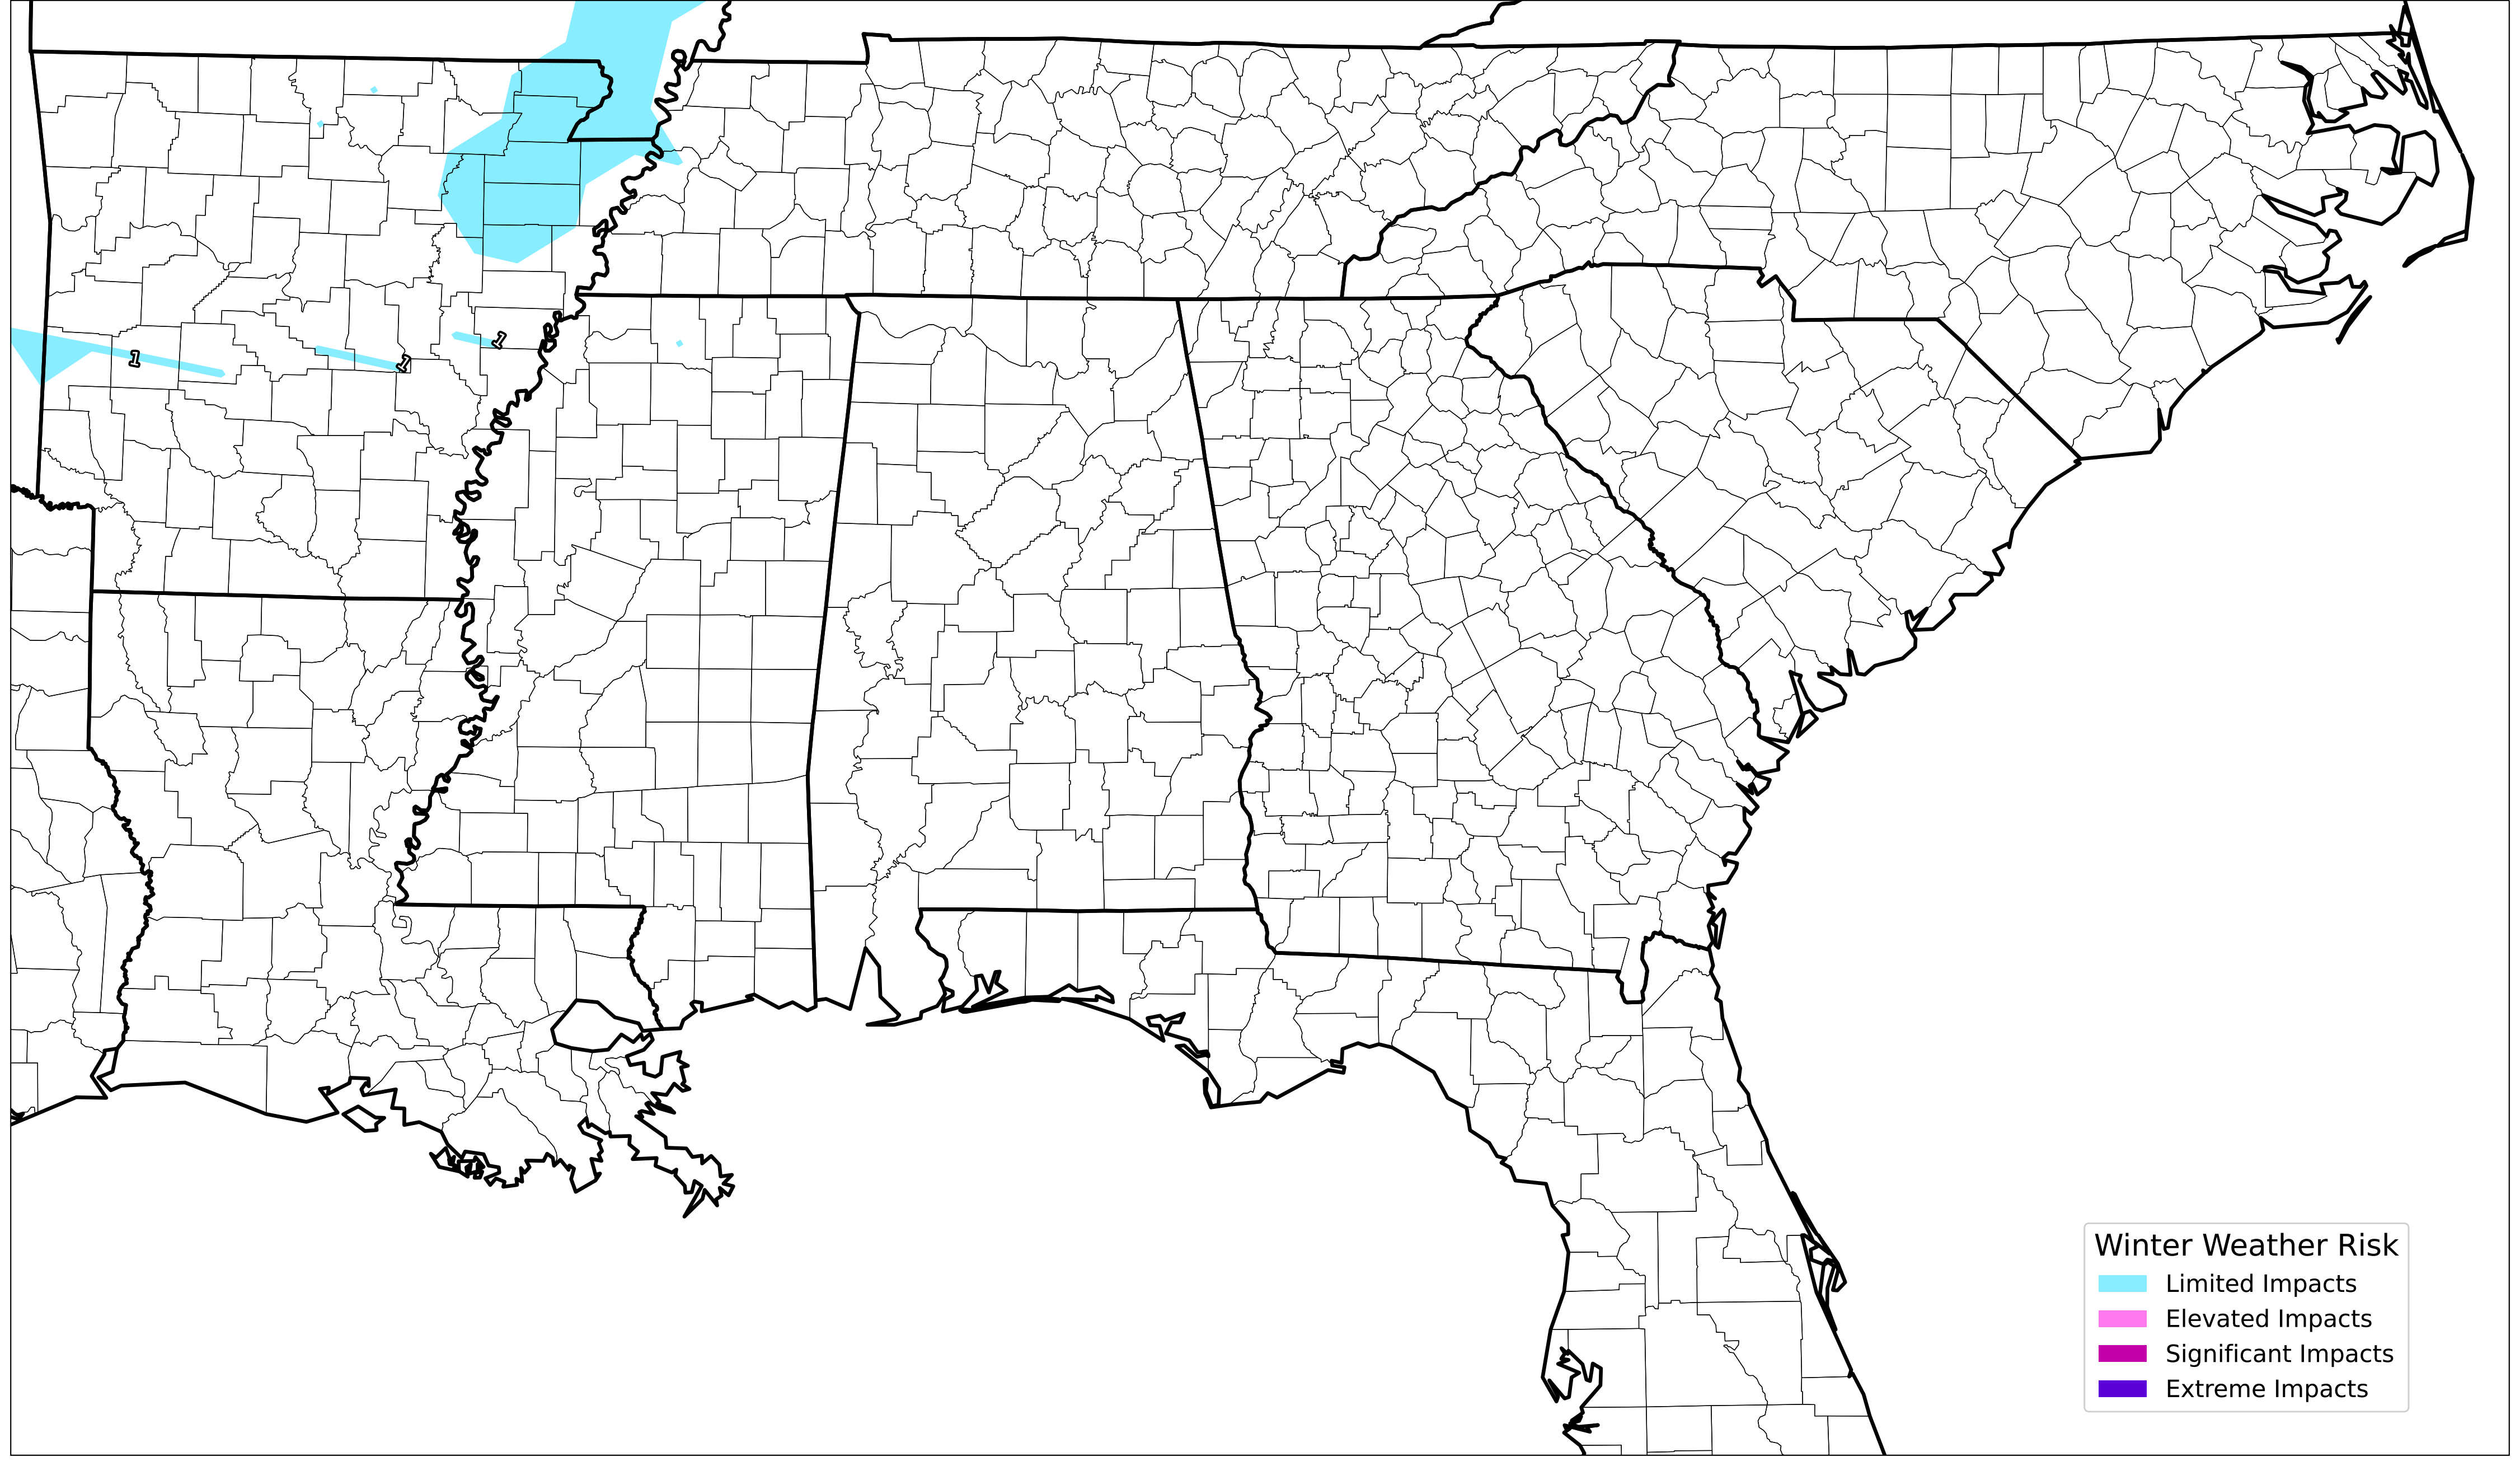 1
1
1
Winter Weather Risk
Limited Impacts
Elevated Impacts
Significant Impacts
Extreme Impacts